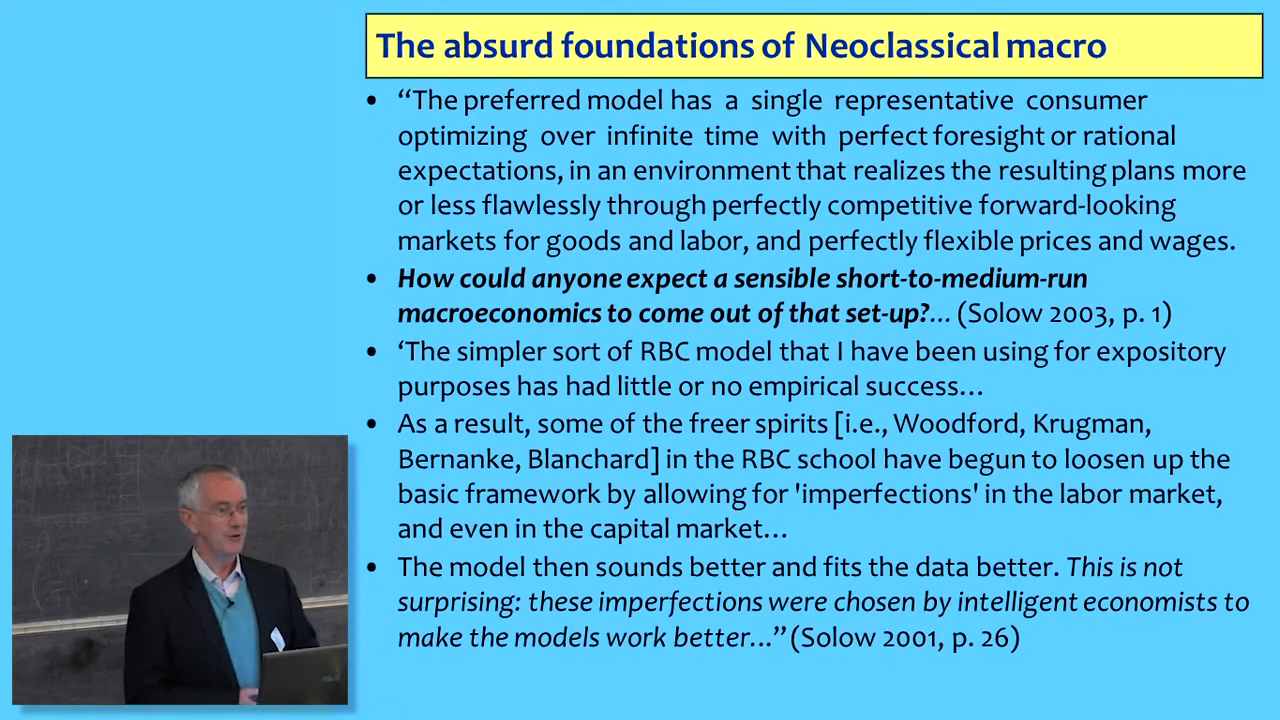 The absurd foundations of Neoclassical macro
• “The preferred model has a single representative consumer
optimizing over infinite time with perfect foresight or rational
expectations, in an environment that realizes the resulting plans more
or less flawlessly through perfectly competitive forward-looking
markets for goods and labor, and perfectly flexible prices and wages.
• How could anyone expect a sensible short-to-medium-run
macroeconomics to come out of that set-up?... (Solow 2003, p. 1)
• ‘The simpler sort of RBC model that I have been using for expository
purposes has had little or no empirical success…
• As a result, some of the freer spirits [i.e., Woodford, Krugman,
Bernanke, Blanchard] in the RBC school have begun to loosen up the
basic framework by allowing for 'imperfections' in the labor market,
and even in the capital market…
• The model then sounds better and fits the data better. This is not
surprising: these imperfections were chosen by intelligent economists to
make the models work better…” (Solow 2001, p. 26)